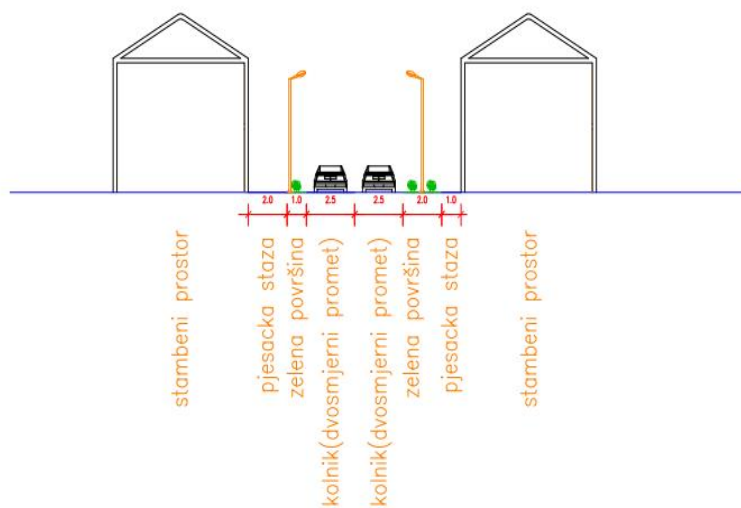 2.0 1.0 2.5 2.5 2.0 1.0
stambeni prostor
pjesacka staza
zelena površina
kolnik(dvosmjerni promet)
kolnik(dvosmjerni promet)
zelena površina
pjesacka staza
stambeni prostor